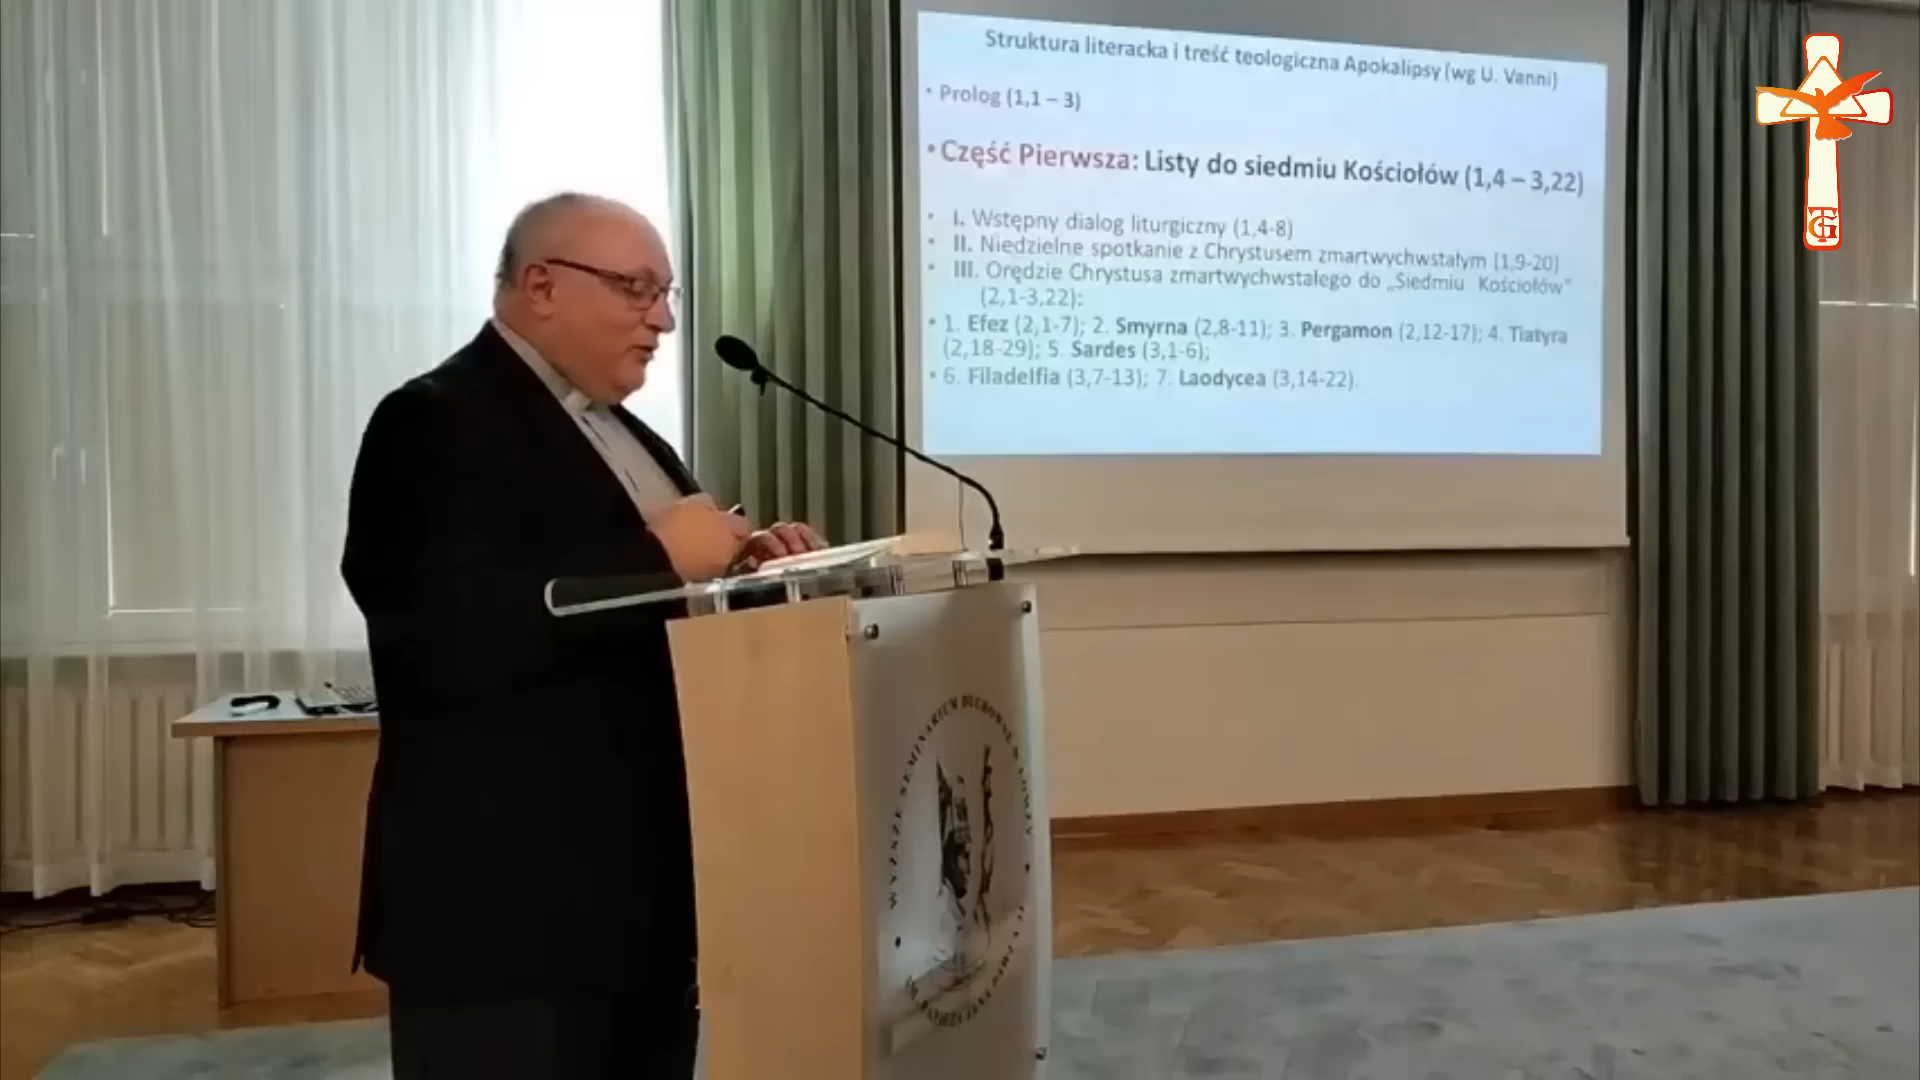 Struktura literacka i treść teologiczna Apokalipsy (wg U. Vanni)
• Prolog (1,1 – 3)
• Część Pierwsza: Listy do siedmiu Kościołów (1,4 – 3,22)
• I. Wstępny dialog liturgiczny (1,4-8)
• II. Niedzielne spotkanie z Chrystusem zmartwychwstałym (1,9-20)
• III. Orędzie Chrystusa zmartwychwstałego do „Siedmiu Kościołów”
(2,1-3,22):
• 1. Efez (2,1-7); 2. Smyrna (2,8-11); 3. Pergamon (2,12-17); 4. Tiatyra
(2,18-29); 5. Sardes (3,1-6);
• 6. Filadelfia (3,7-13); 7. Laodycea (3,14-22).
WYŻSZE SEMINARIUM DUCHOWNE